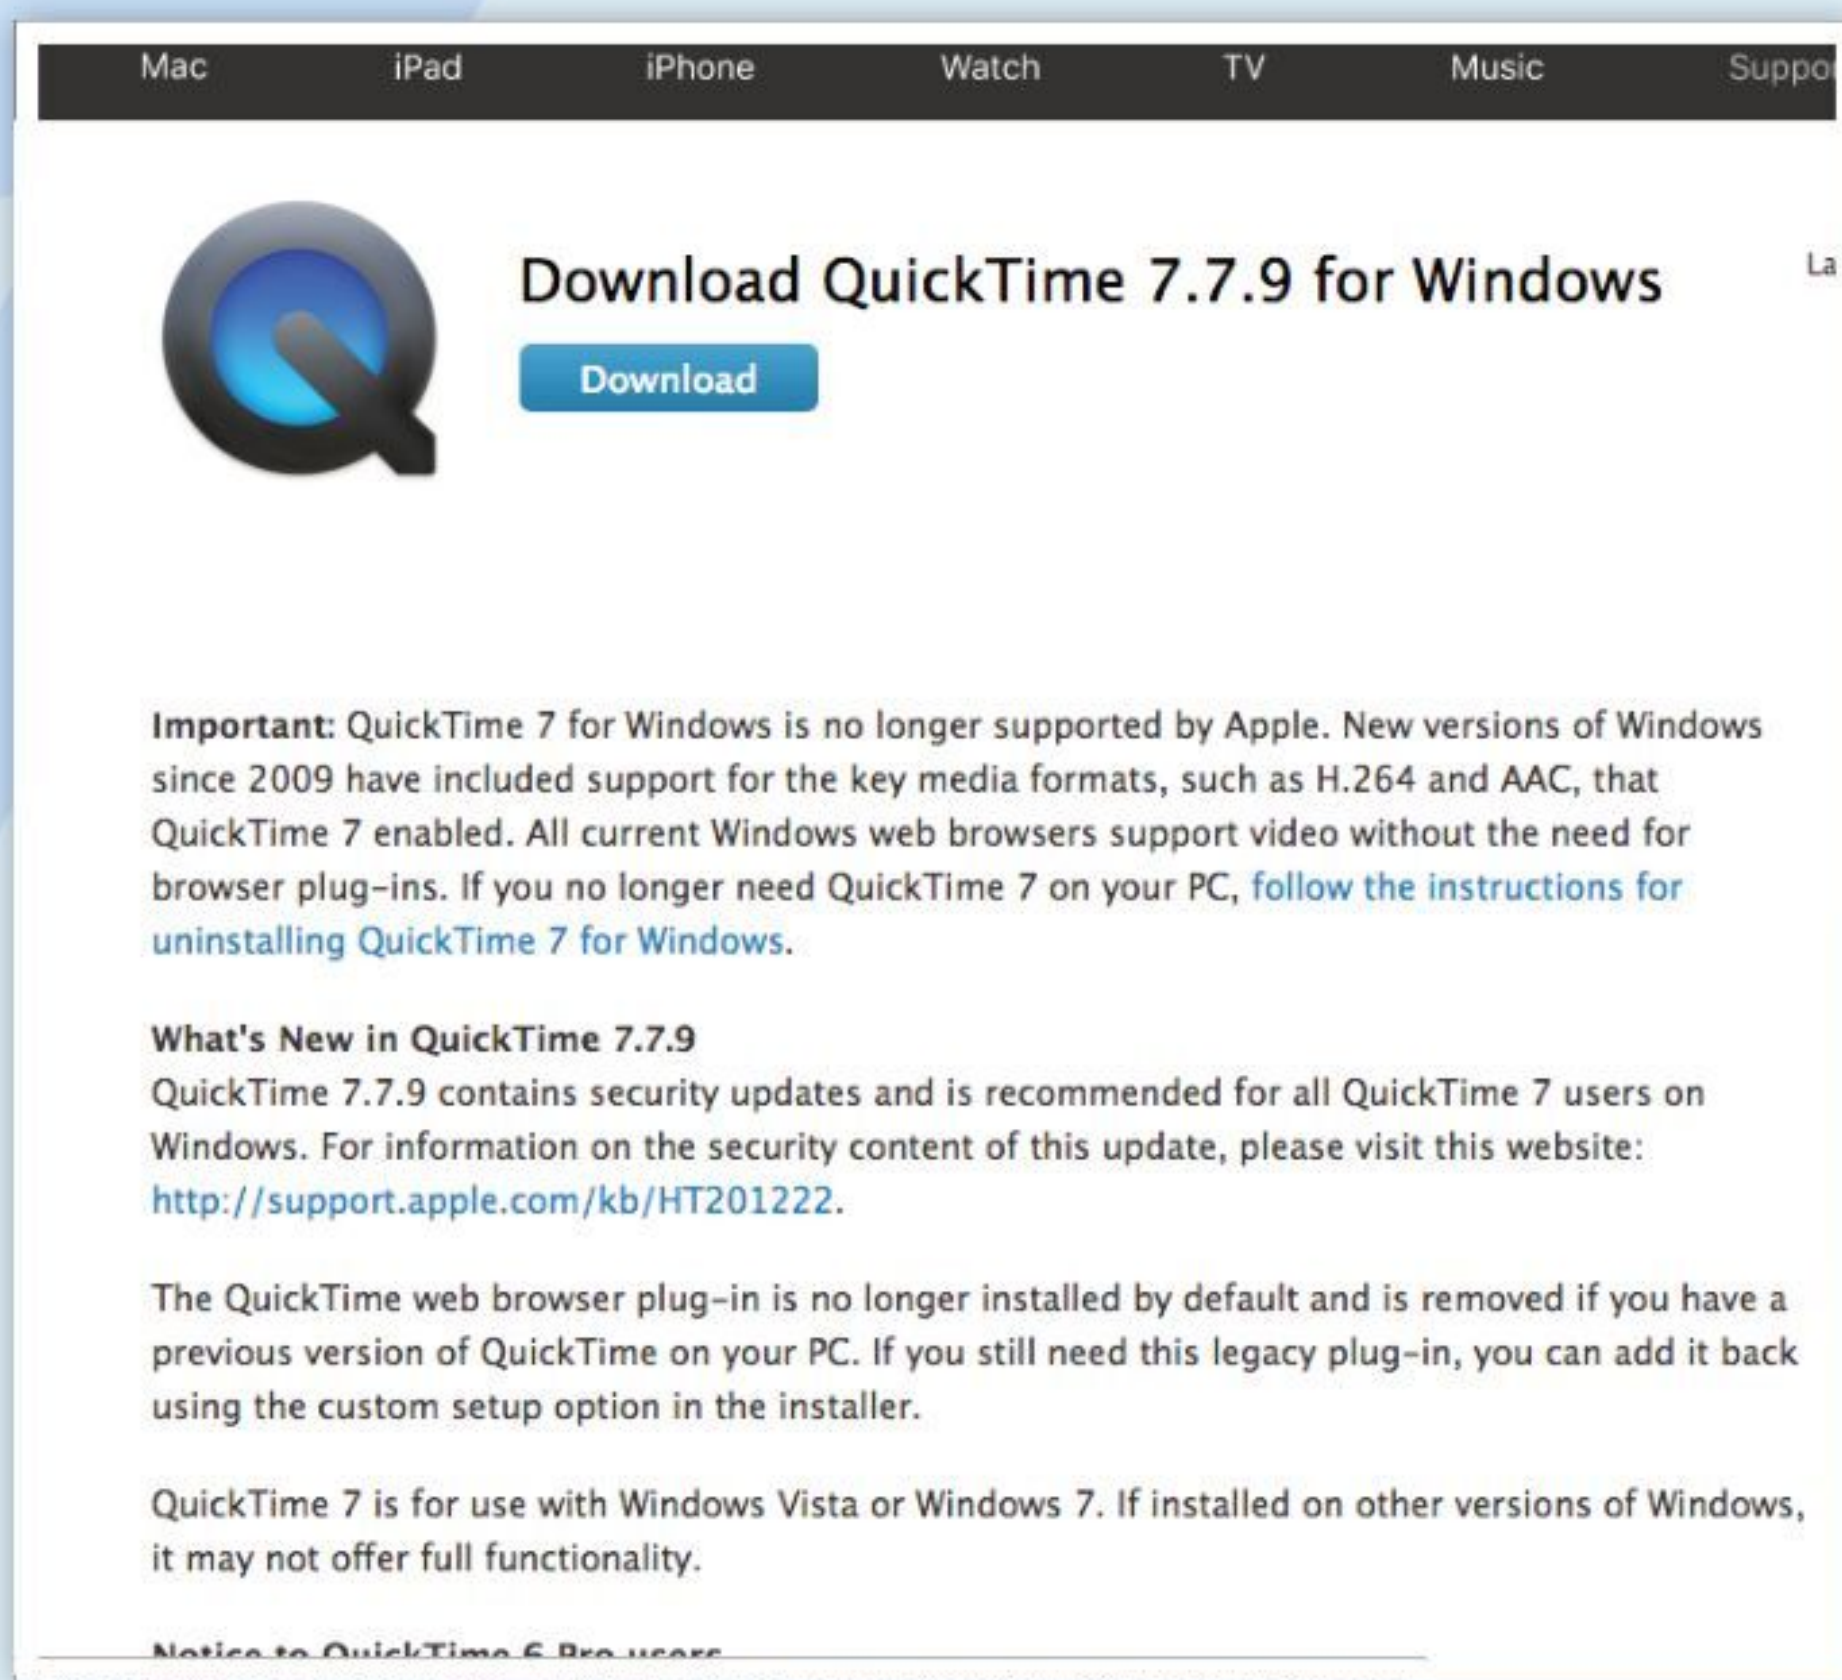 Mac iPad iPhone Watch TV Music Suppor
Download QuickTime 7.7.9 for Windows
La
Download
Important: QuickTime 7 for Windows is no longer supported by Apple. New versions of Windows
since 2009 have included support for the key media formats, such as H.264 and AAC, that
QuickTime 7 enabled. All current Windows web browsers support video without the need for
browser plug-ins. If you no longer need QuickTime 7 on your PC, follow the instructions for
uninstalling QuickTime 7 for Windows.
What's New in QuickTime 7.7.9
QuickTime 7.7.9 contains security updates and is recommended for all QuickTime 7 users on
Windows. For information on the security content of this update, please visit this website:
http://support.apple.com/kb/HT201222.
The QuickTime web browser plug-in is no longer installed by default and is removed if you have a
previous version of QuickTime on your PC. If you still need this legacy plug-in, you can add it back
using the custom setup option in the installer.
QuickTime 7 is for use with Windows Vista or Windows 7. If installed on other versions of Windows,
it may not offer full functionality.
Notice to QuickTime 6 Pro users